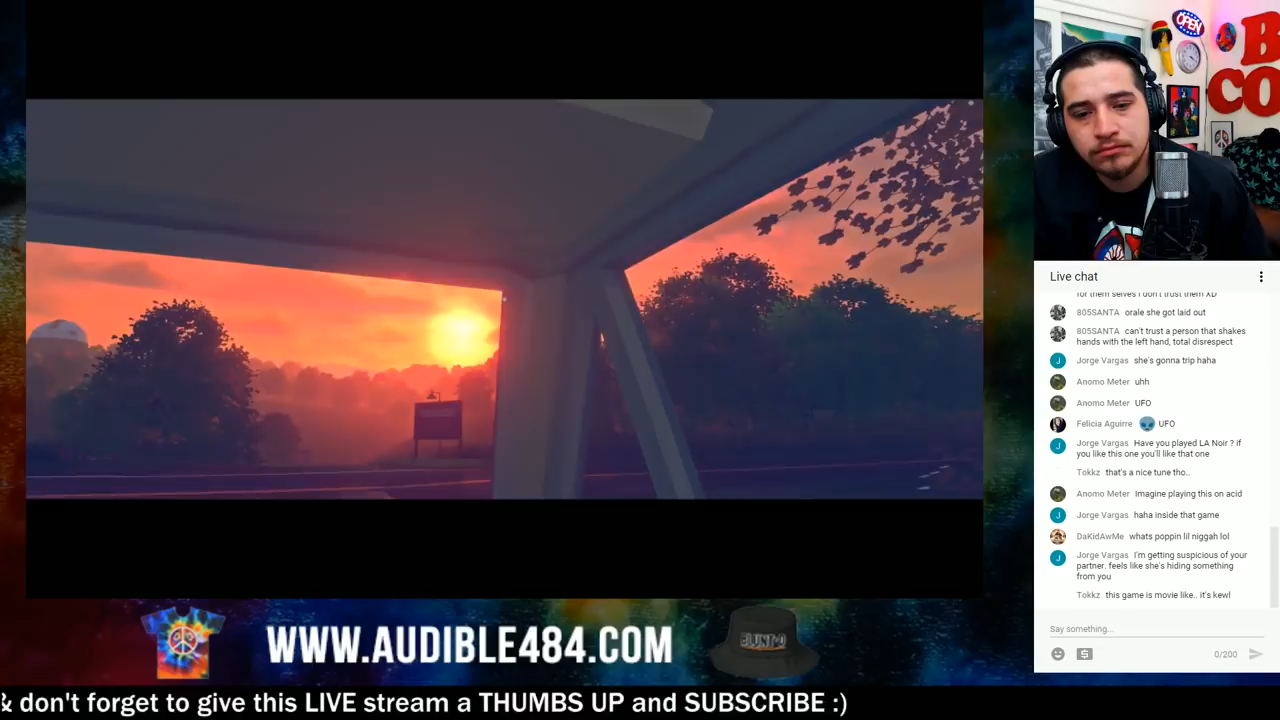 OPEN
B
CO
Live chat
for them selves I don't trust them XD
805SANTA orale she got laid out
805SANTA can't trust a person that shakes
hands with the left hand, total disrespect
Jorge Vargas she's gonna trip haha
Anomo Meter uhh
Anomo Meter UFO
Felicia Aguirre UFO
Jorge Vargas Have you played LA Noir ? if
you like this one you'll like that one
Tokkz that's a nice tune tho..
Anomo Meter Imagine playing this on acid
Jorge Vargas haha inside that game
DaKidAwMe whats poppin lil niggah lol
Jorge Vargas I'm getting suspicious of your
partner. feels like she's hiding something
from you
Tokkz this game is movie like.. it's kewl
Say something...
0/200
WWW.AUDIBLE484.COM
& don't forget to give this LIVE stream a THUMBS UP and SUBSCRIBE :)